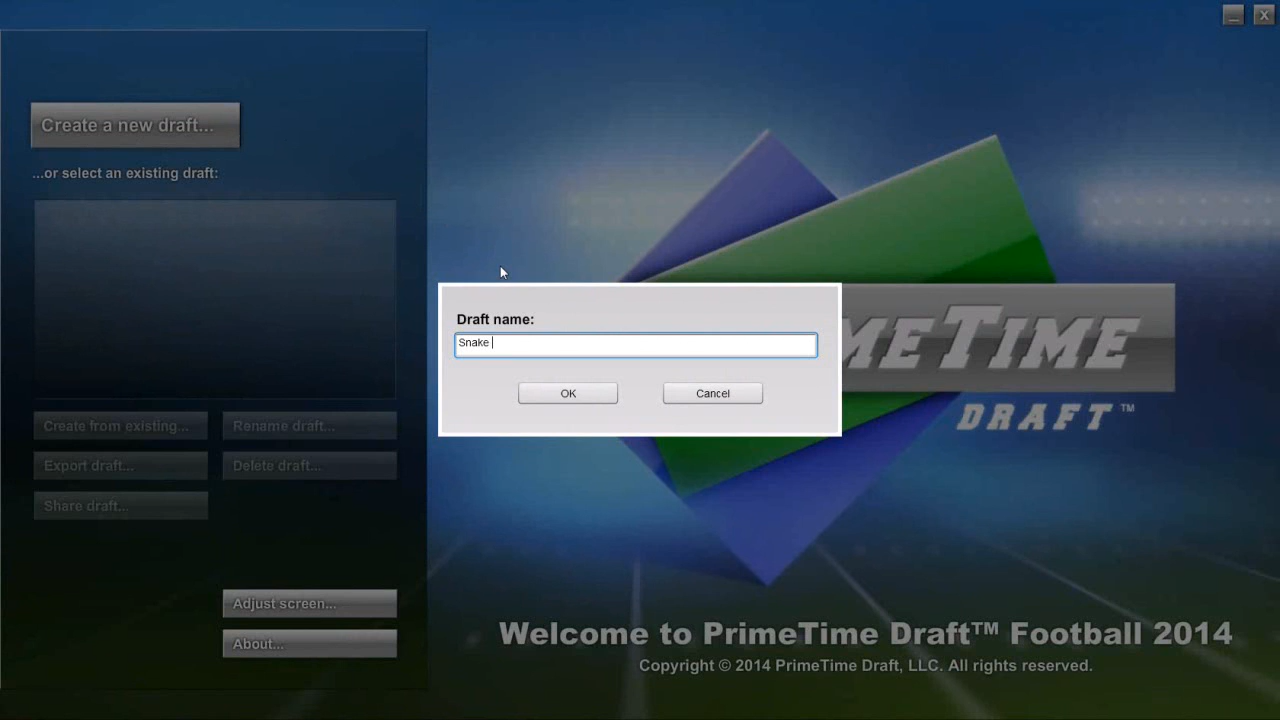 _ X
Create a new draft...
...or select an existing draft:
Draft name:
Snake
OK Cancel
METIME
DRAFT™
Create from existing... Rename draft...
Export draft... Delete draft...
Share draft...
Adjust screen...
About...
Welcome to PrimeTime Draft™ Football 2014
Copyright © 2014 PrimeTime Draft, LLC. All rights reserved.